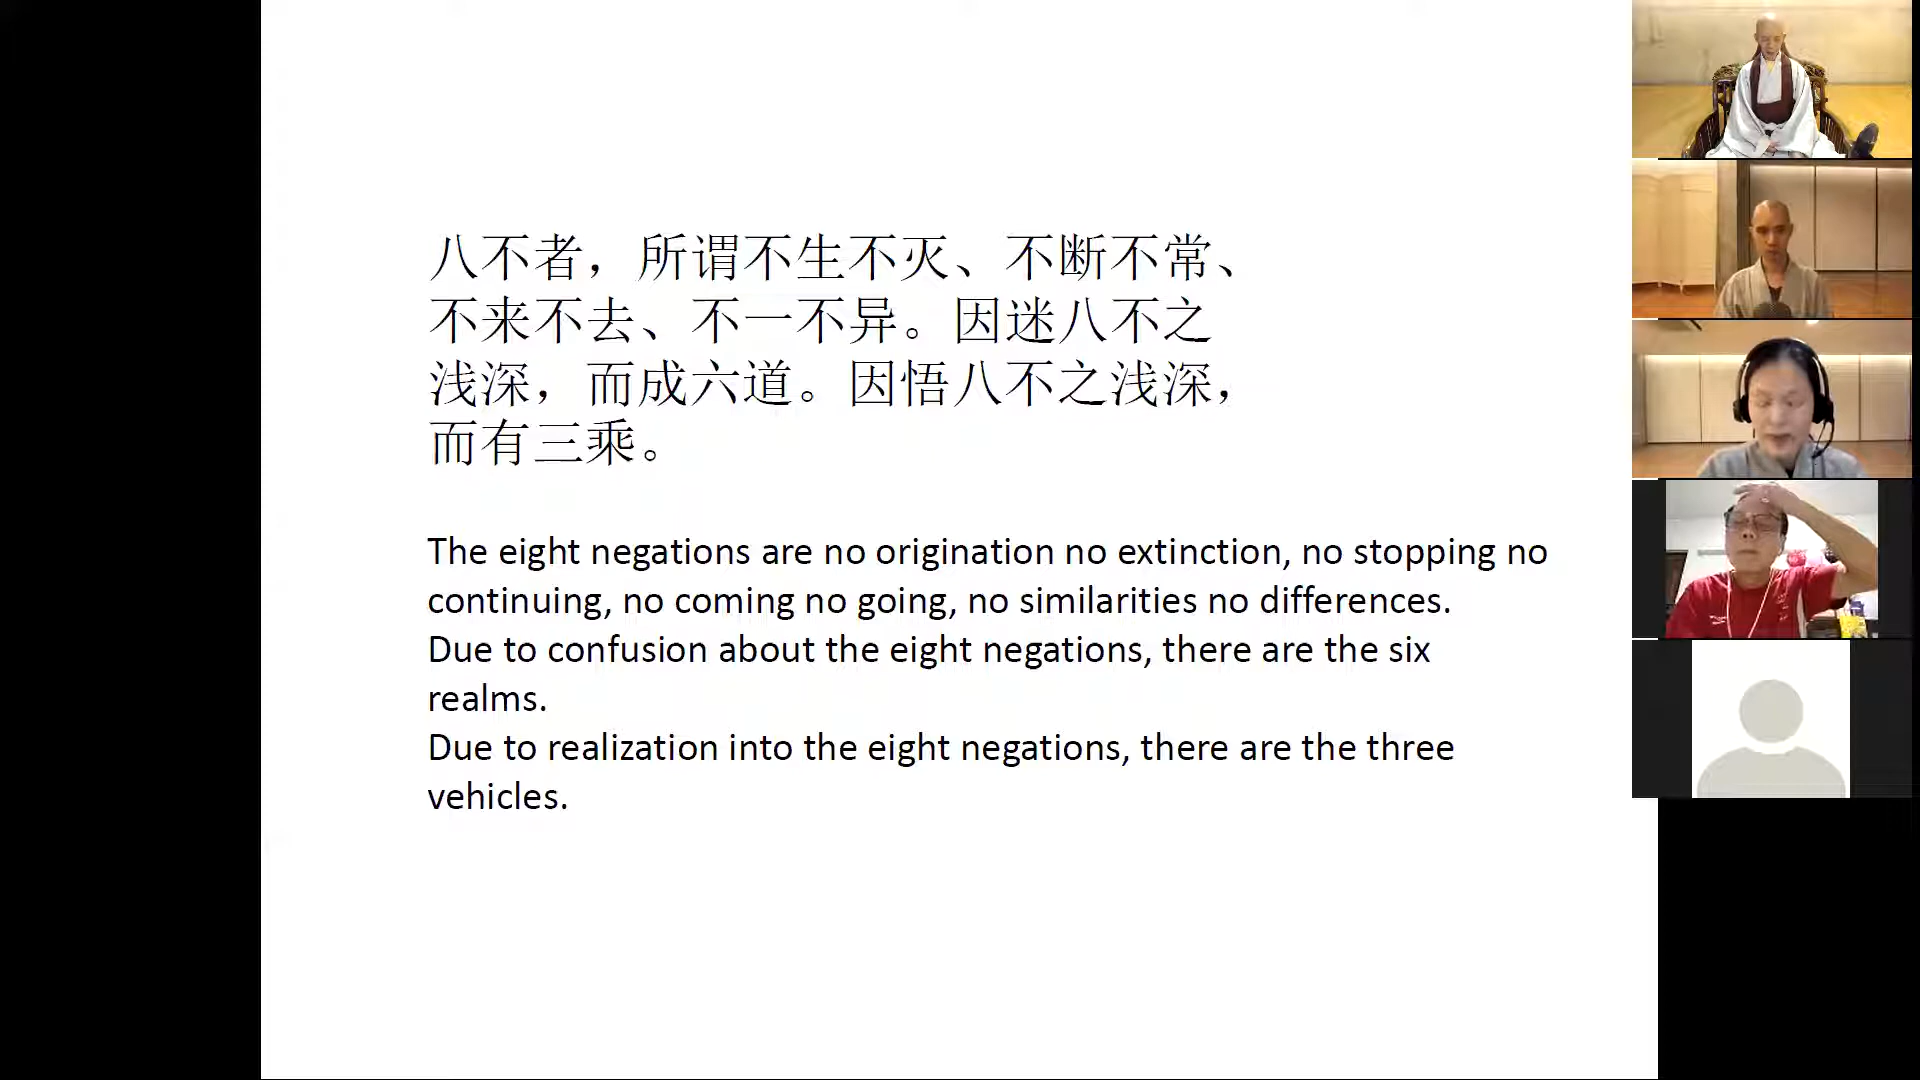 八不者，所谓不生不灭、不断不常、
不来不去、不一不异。因迷八不之
浅深，而成六道。因悟八不之浅深，
而有三乘。
The eight negations are no origination no extinction, no stopping no
continuing, no coming no going, no similarities no differences.
Due to confusion about the eight negations, there are the six
realms.
Due to realization into the eight negations, there are the three
vehicles.